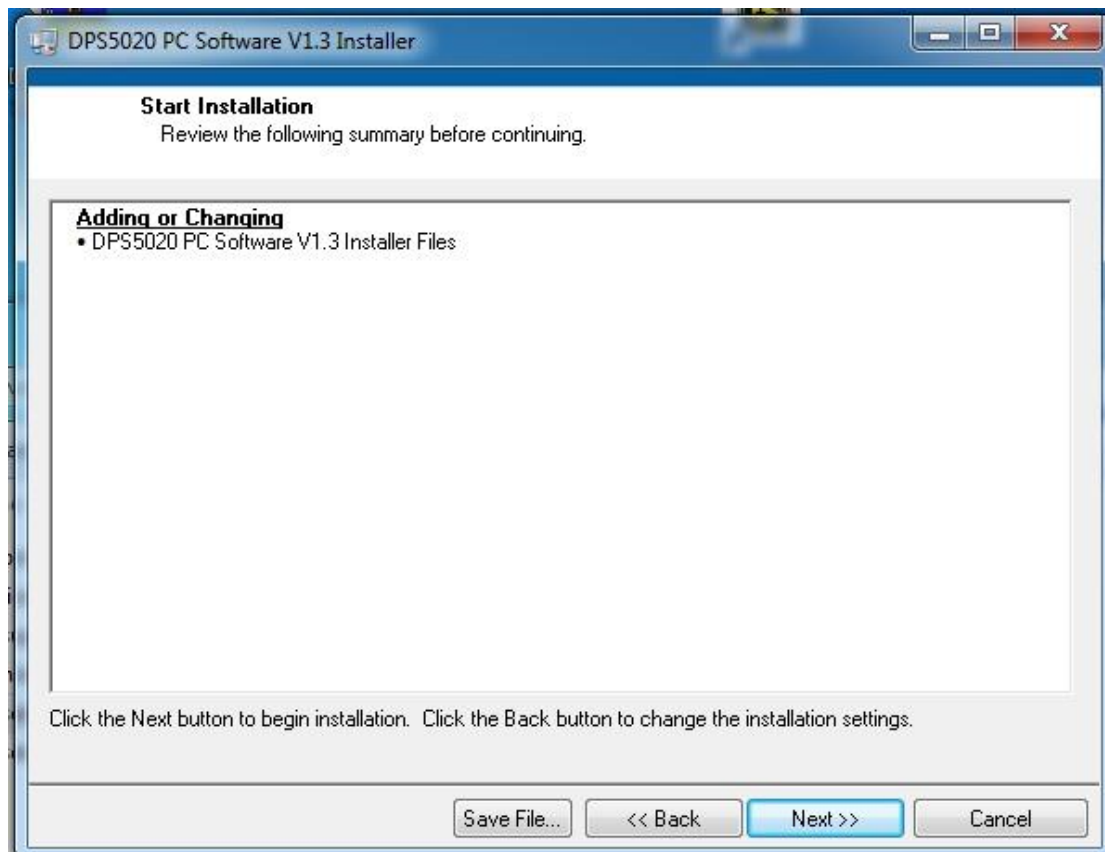 DPS5020 PC Software V1.3 Installer
Start Installation
Review the following summary before continuing.
Adding or Changing
• DPS5020 PC Software V1.3 Installer Files
Click the Next button to begin installation. Click the Back button to change the installation settings.
Save File... << Back Next >> Cancel